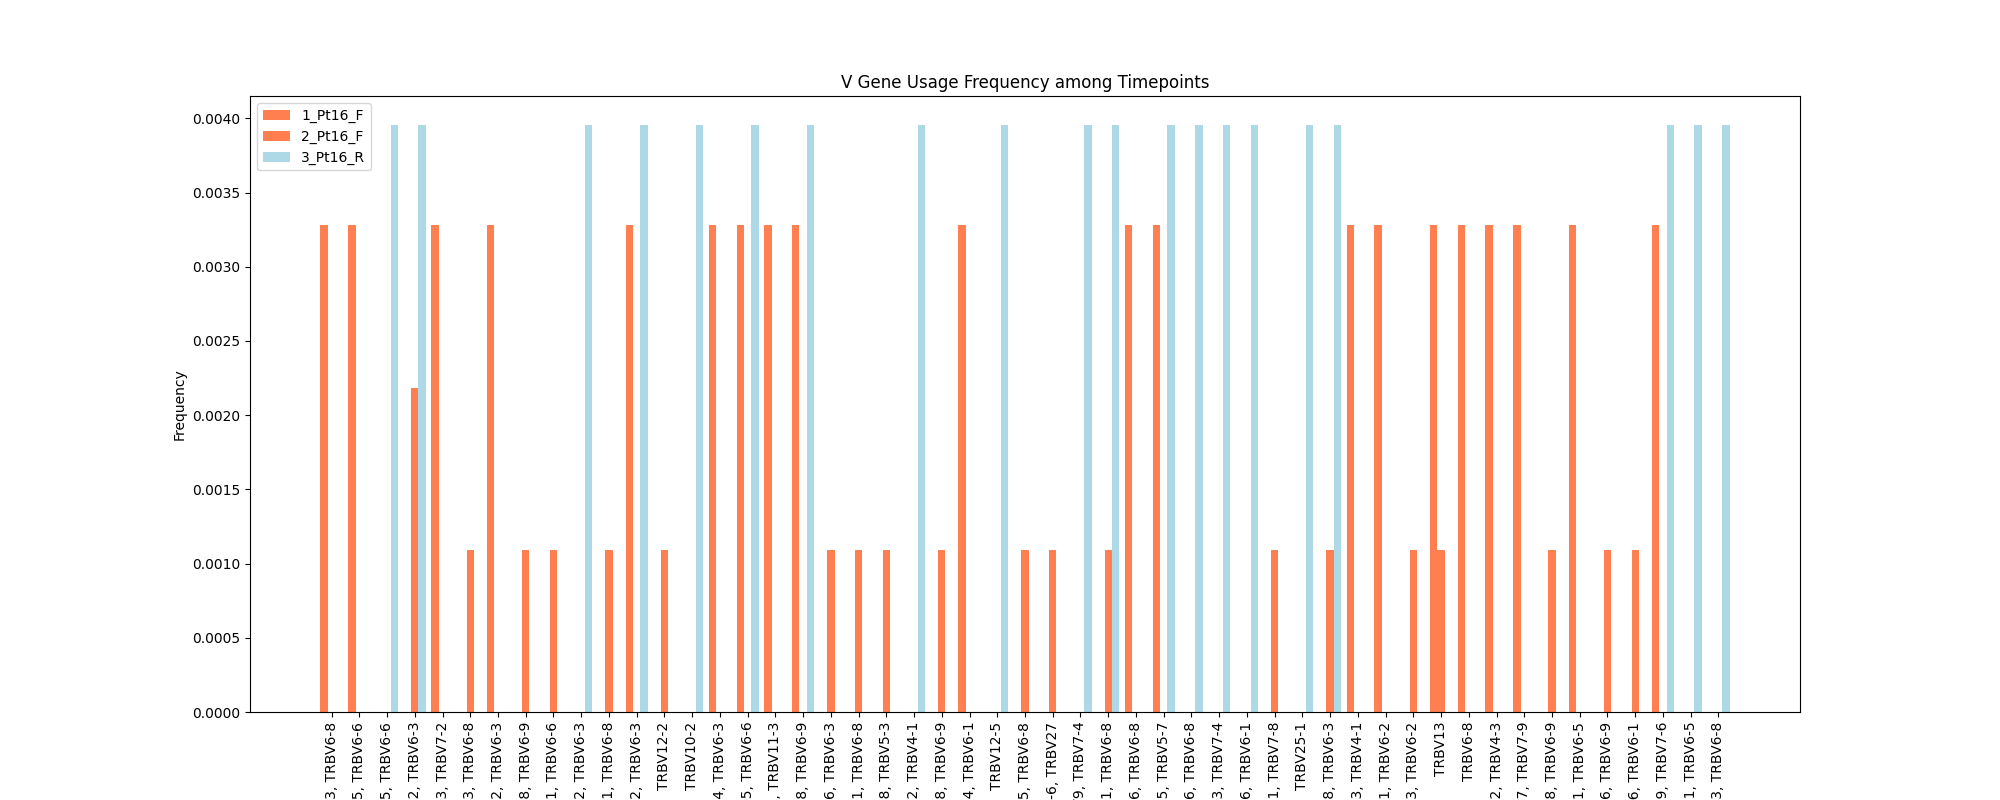 V Gene Usage Frequency among Timepoints
1_Pt16_F
2_Pt16_F
3_Pt16_R
0.0040
0.0035
0.0030
0.0025
0.0020
0.0015
0.0010
0.0005
0.0000
Frequency
3, TRBV6-8
5, TRBV6-6
5, TRBV6-6
2, TRBV6-3
3, TRBV7-2
3, TRBV6-8
2, TRBV6-3
8, TRBV6-9
1, TRBV6-6
2, TRBV6-3
1, TRBV6-8
2, TRBV6-3
TRBV12-2
TRBV10-2
4, TRBV6-3
5, TRBV6-6
, TRBV11-3
8, TRBV6-9
6, TRBV6-3
1, TRBV6-8
8, TRBV5-3
2, TRBV4-1
8, TRBV6-9
4, TRBV6-1
TRBV12-5
5, TRBV6-8
-6, TRBV27
9, TRBV7-4
1, TRBV6-8
6, TRBV6-8
5, TRBV5-7
6, TRBV6-8
3, TRBV7-4
6, TRBV6-1
1, TRBV7-8
TRBV25-1
8, TRBV6-3
3, TRBV4-1
1, TRBV6-2
3, TRBV6-2
TRBV13
TRBV6-8
2, TRBV4-3
7, TRBV7-9
8, TRBV6-9
1, TRBV6-5
6, TRBV6-9
6, TRBV6-1
9, TRBV7-6
1, TRBV6-5
3, TRBV6-8